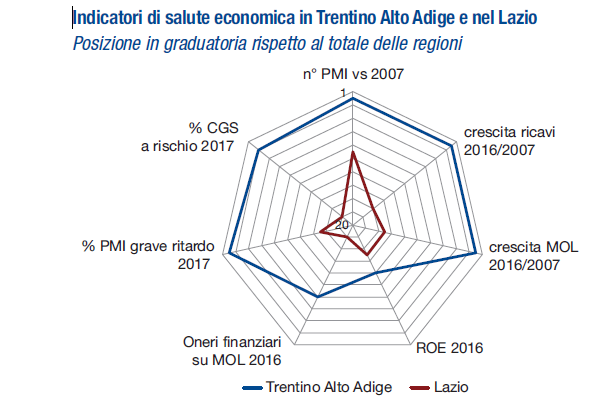 Indicatori di salute economica in Trentino Alto Adige e nel Lazio
Posizione in graduatoria rispetto al totale delle regioni
n° PMI vs 2007
1
% CGS
a rischio 2017
crescita ricavi
2016/2007
20
% PMI grave ritardo
2017
crescita MOL
2016/2007
Oneri finanziari
su MOL 2016
ROE 2016
Trentino Alto Adige
Lazio